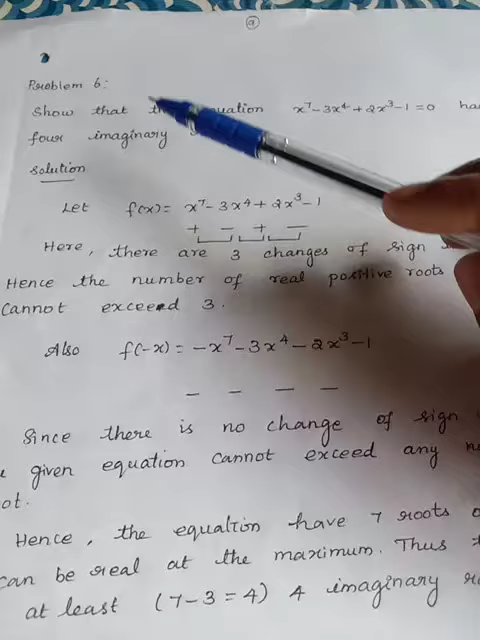 9
Problem 6:
Show that uation x⁷-3x⁴+2x³-1=0 ha
four imaginary
solution
Let f(x)= x⁷-3x⁴+2x³-1
+ - + -
Here, there are 3 changes of sign
Hence the number of real positive roots
cannot exceed 3.
Also f(-x) = -x⁷-3x⁴-2x³-1
- - - -
Since there is no change of sign
given equation cannot exceed any
ot.
Hence, the equation have 7 roots
can be real at the maximum. Thus
at least (7-3=4) 4 imaginary